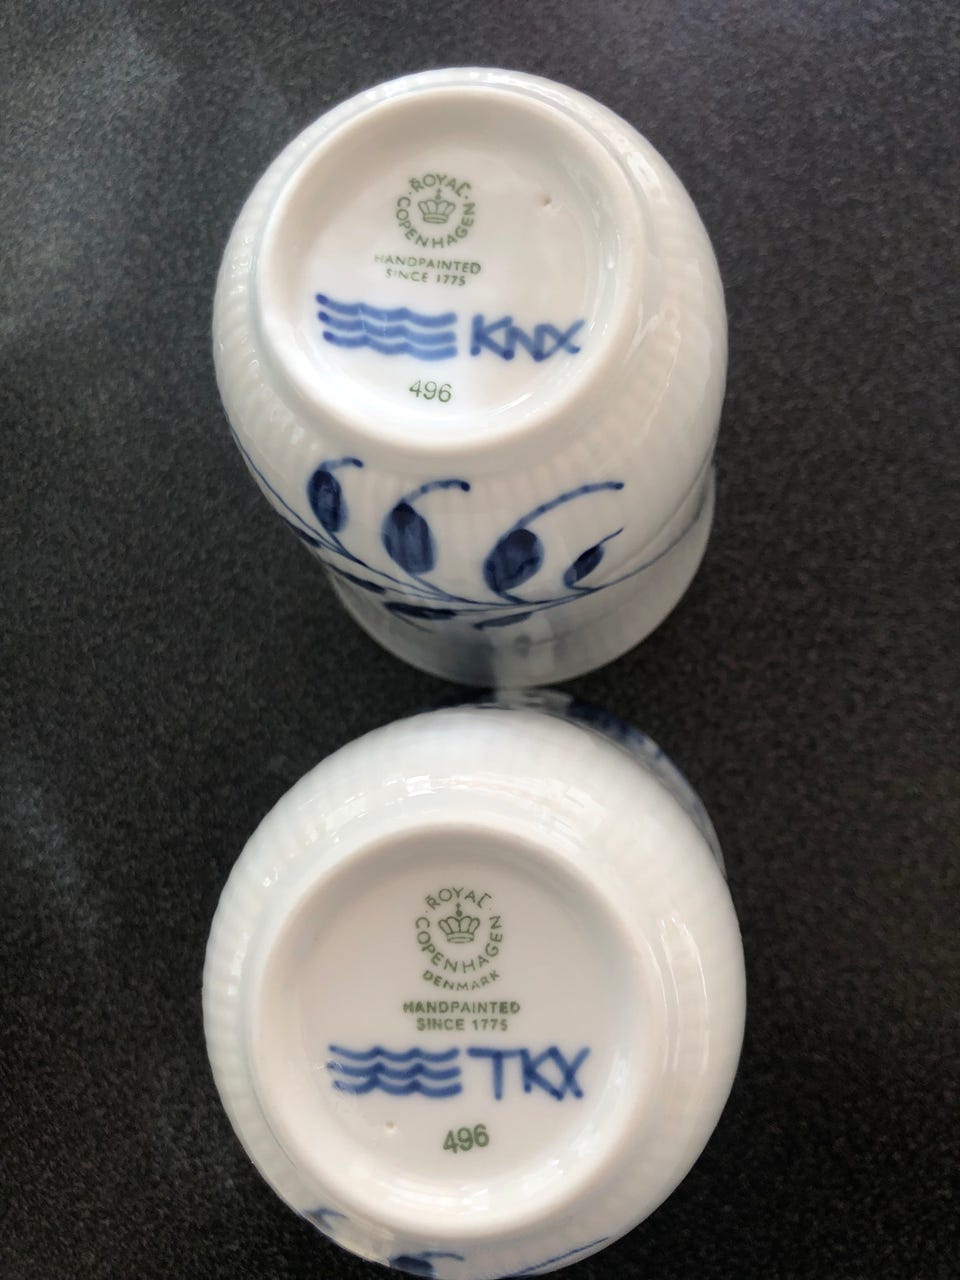 ROYAL
COPENHAGEN
HANDPAINTED
SINCE 1775
KNX
496
ROYAL
COPENHAGEN
DENMARK
HANDPAINTED
SINCE 1775
TKX
496